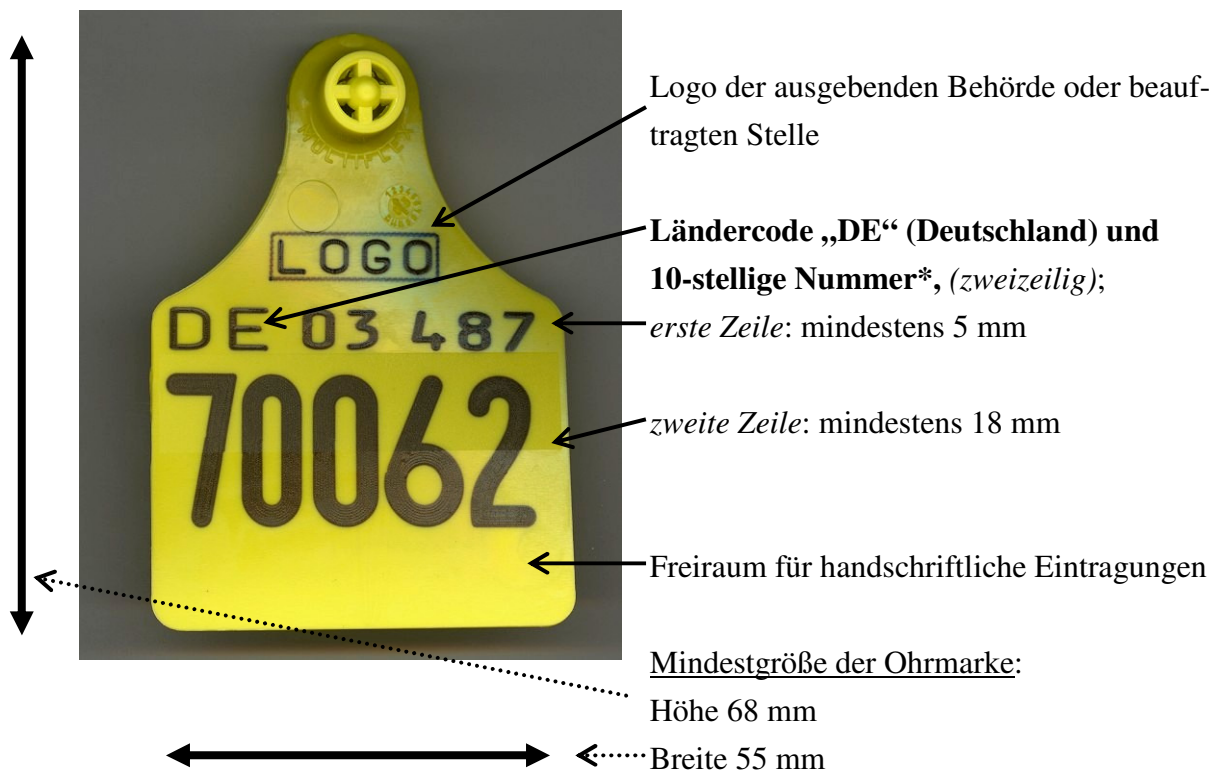 Logo der ausgebenden Behörde oder beauf-
tragten Stelle
LOGO
Ländercode „DE“ (Deutschland) und
10-stellige Nummer*, (zweizeilig);
erste Zeile: mindestens 5 mm
DE 03 487
zweite Zeile: mindestens 18 mm
70062
Freiraum für handschriftliche Eintragungen
Mindestgröße der Ohrmarke:
Höhe 68 mm
Breite 55 mm